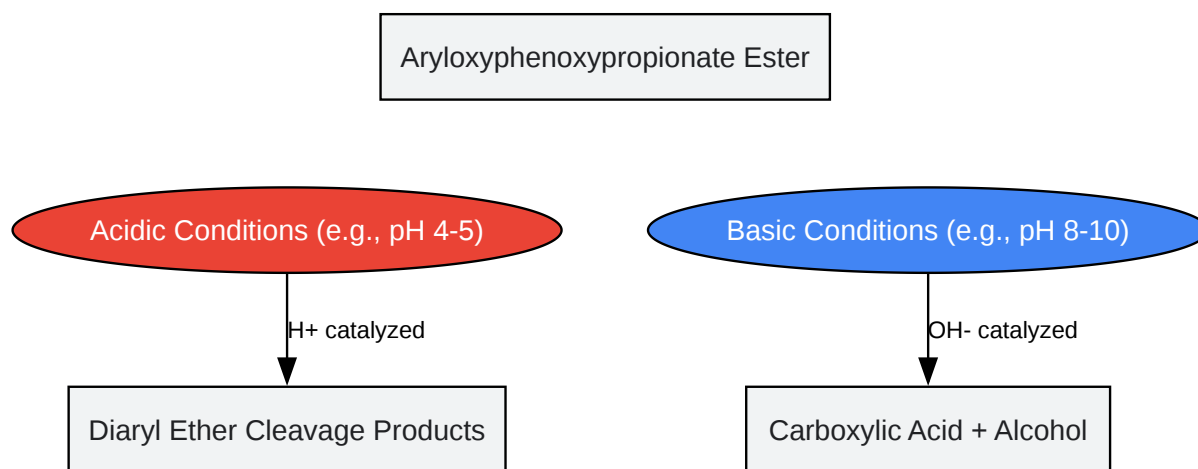 Aryloxyphenoxypropionate Ester
Acidic Conditions (e.g., pH 4-5)
Basic Conditions (e.g., pH 8-10)
H+ catalyzed
OH- catalyzed
Diaryl Ether Cleavage Products
Carboxylic Acid + Alcohol